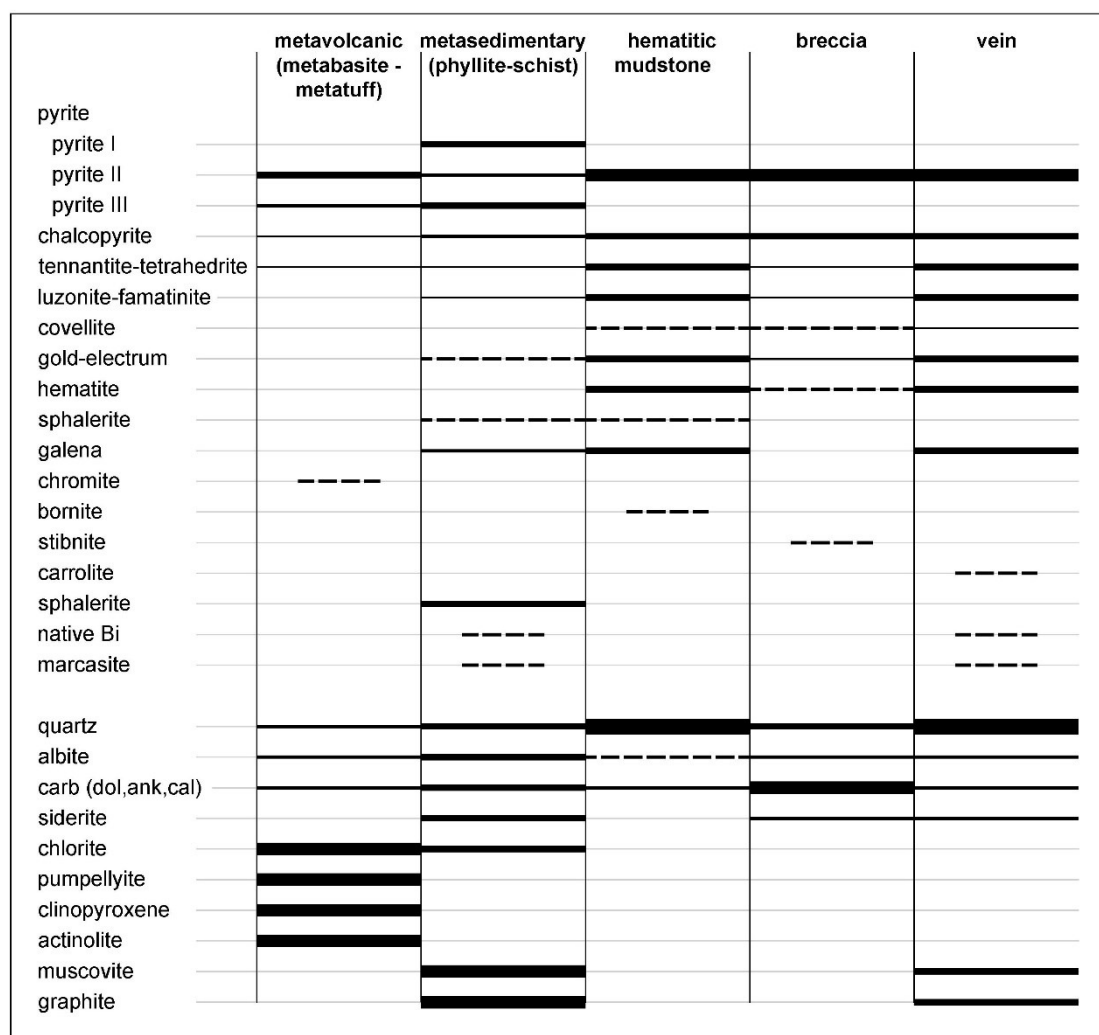 metavolcanic metasedimentary hematitic breccia vein
(metabasite - (phyllite-schist) mudstone
metatuff)
pyrite
pyrite I
pyrite II
pyrite III
chalcopyrite
tennantite-tetrahedrite
luzonite-famatinite
covellite
gold-electrum
hematite
sphalerite
galena
chromite
bornite
stibnite
carrolite
sphalerite
native Bi
marcasite
quartz
albite
carb (dol,ank,cal)
siderite
chlorite
pumpellyite
clinopyroxene
actinolite
muscovite
graphite